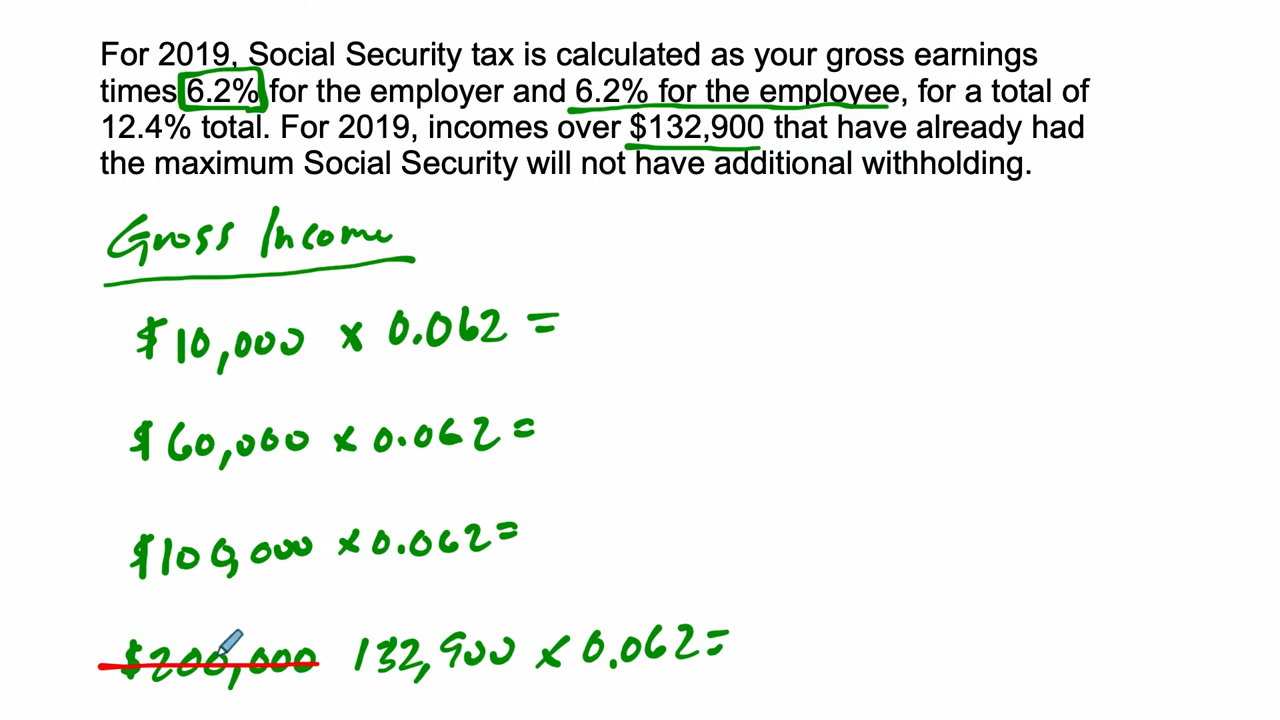 For 2019, Social Security tax is calculated as your gross earnings
times 6.2% for the employer and 6.2% for the employee, for a total of
12.4% total. For 2019, incomes over $132,900 that have already had
the maximum Social Security will not have additional withholding.
Gross Income
$10,000 x 0.062 =
$60,000 x 0.062 =
$100,000 x 0.062 =
$200,000 132,900 x 0.062 =